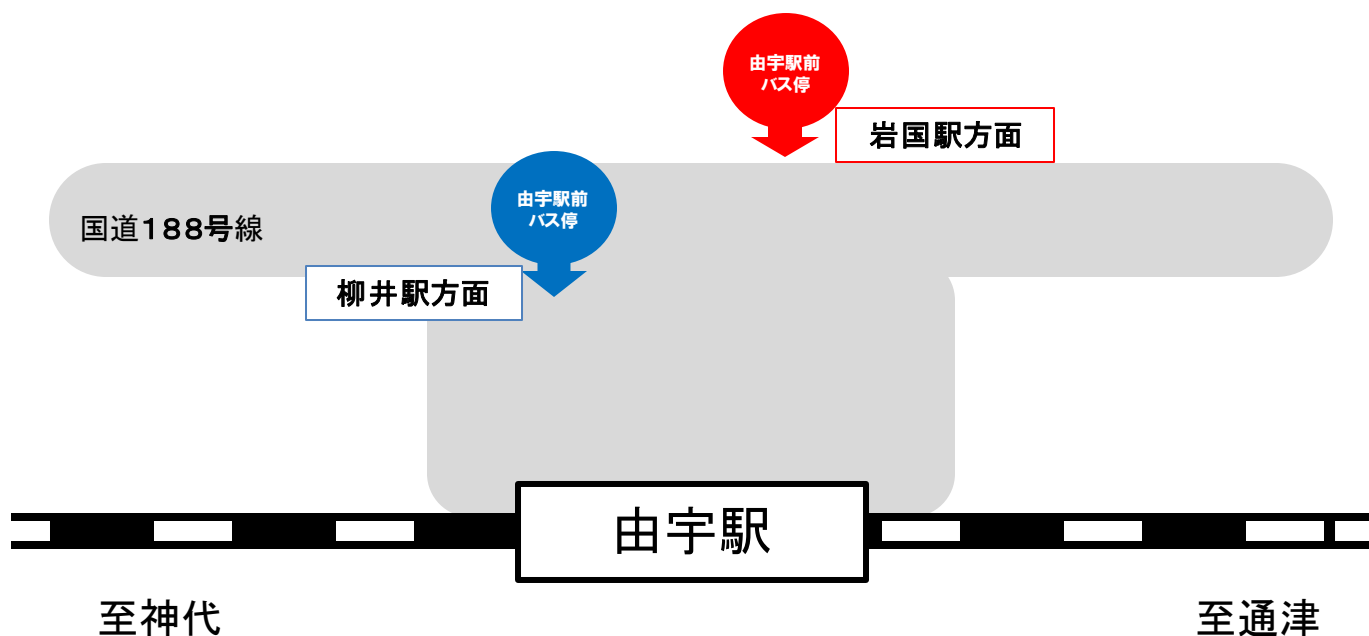 由宇駅前
バス停
岩国駅方面
由宇駅前
バス停
国道188号線
柳井駅方面
由宇駅
至神代
至通津